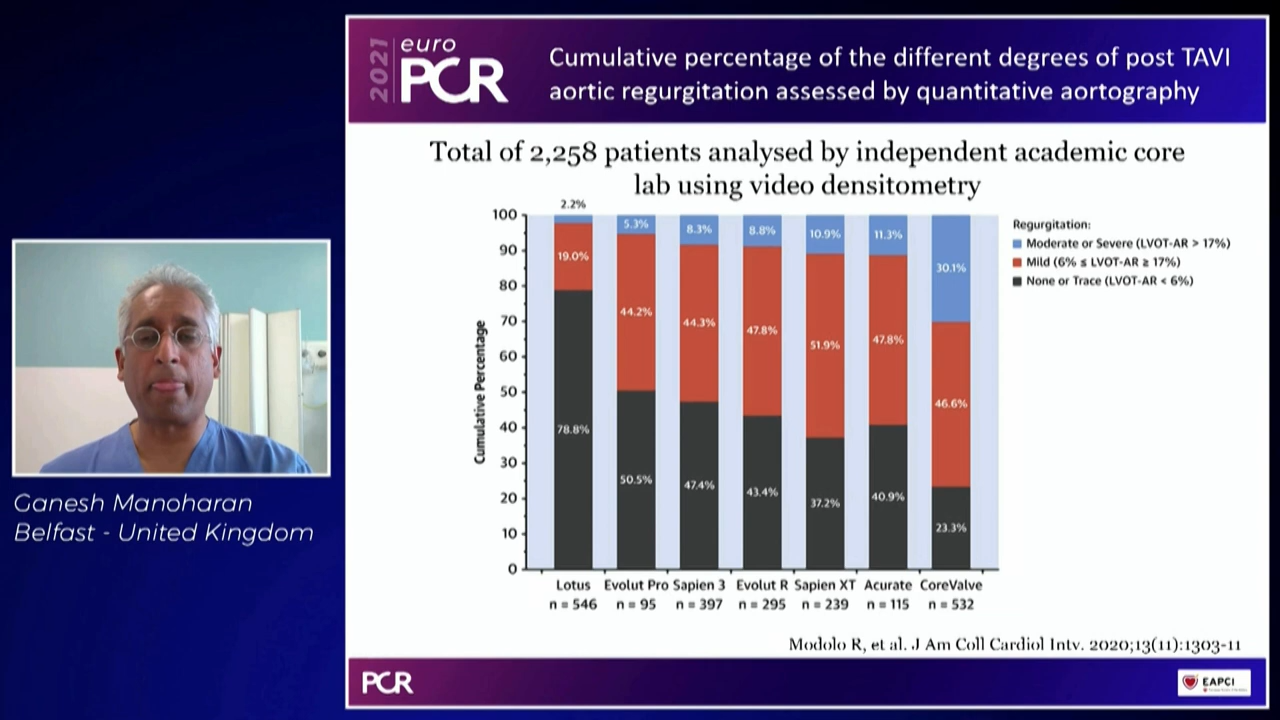 2021 euro PCR
Cumulative percentage of the different degrees of post TAVI
aortic regurgitation assessed by quantitative aortography
Total of 2,258 patients analysed by independent academic core
lab using video densitometry
Cumulative Percentage
100
90
80
70
60
50
40
30
20
10
0
2.2% 5.3% 8.3% 8.8% 10.9% 11.3% 30.1%
19.0% 44.2% 44.3% 47.8% 51.9% 47.8% 46.6%
78.8% 50.5% 47.4% 43.4% 37.2% 40.9% 23.3%
Lotus Evolut Pro Sapien 3 Evolut R Sapien XT Acurate CoreValve
n = 546 n = 95 n = 397 n = 295 n = 239 n = 115 n = 532
Regurgitation:
Moderate or Severe (LVOT-AR > 17%)
Mild (6% ≤ LVOT-AR ≥ 17%)
None or Trace (LVOT-AR < 6%)
Modolo R, et al. J Am Coll Cardiol Intv. 2020;13(11):1303-11
PCR
EAPCI
Ganesh Manoharan
Belfast - United Kingdom